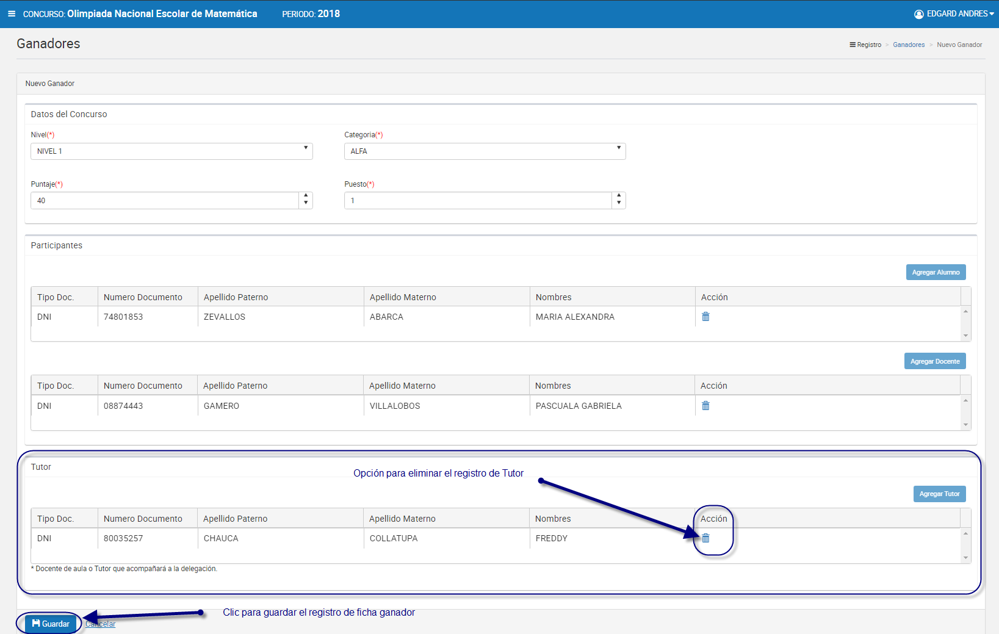 CONCURSO: Olimpiada Nacional Escolar de Matemática PERIODO: 2018 EDGARD ANDRES
Ganadores
Registro > Ganadores > Nuevo Ganador
Nuevo Ganador
Datos del Concurso
Nivel(*) Categoria(*)
NIVEL 1 ALFA
Puntaje(*) Puesto(*)
40 1
Participantes
Agregar Alumno
Tipo Doc. Numero Documento Apellido Paterno Apellido Materno Nombres Acción
DNI 74801853 ZEVALLOS ABARCA MARIA ALEXANDRA
Agregar Docente
Tipo Doc. Numero Documento Apellido Paterno Apellido Materno Nombres Acción
DNI 08874443 GAMERO VILLALOBOS PASCUALA GABRIELA
Tutor
Opción para eliminar el registro de Tutor
Agregar Tutor
Tipo Doc. Numero Documento Apellido Paterno Apellido Materno Nombres Acción
DNI 80035257 CHAUCA COLLATUPA FREDDY
* Docente de aula o Tutor que acompañará a la delegación.
Clic para guardar el registro de ficha ganador
Guardar Cancelar